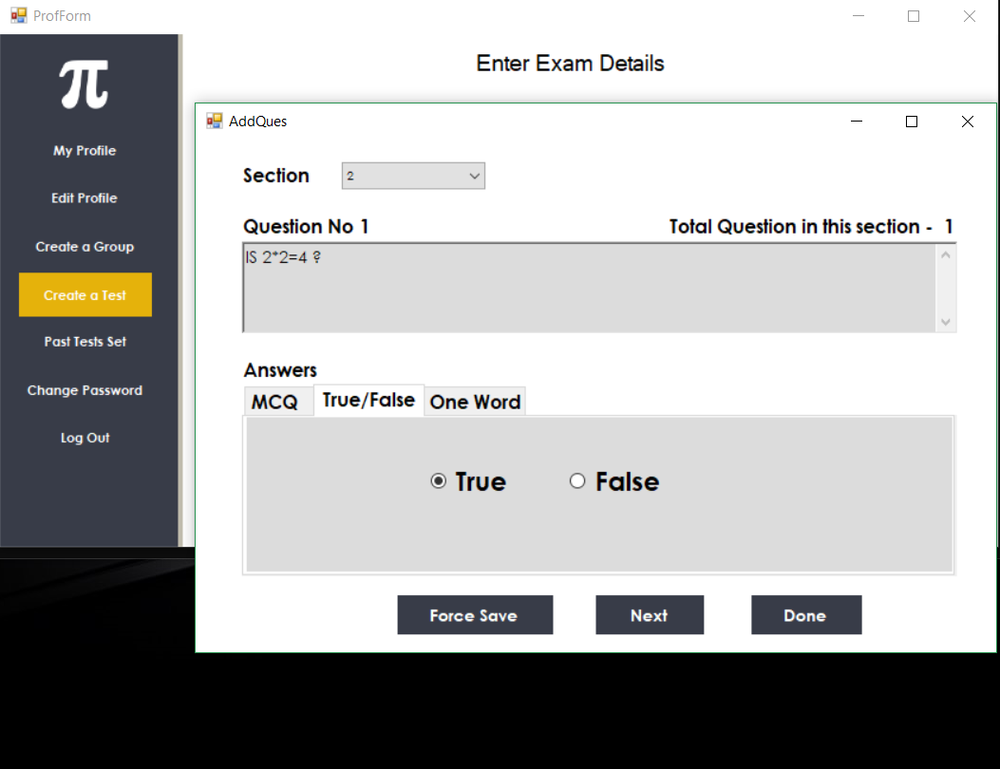 ProfForm
π
My Profile
Edit Profile
Create a Group
Create a Test
Past Tests Set
Change Password
Log Out
Enter Exam Details
AddQues
Section 2
Question No 1 Total Question in this section - 1
IS 2*2=4 ?
Answers
MCQ True/False One Word
True False
Force Save Next Done